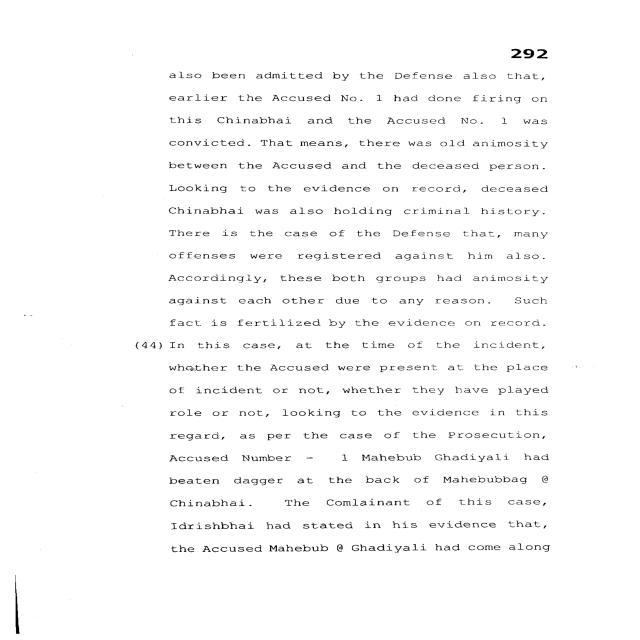 292
also been admitted by the Defense also that,
earlier the Accused No. 1 had done firing on
this Chinabhai and the Accused No. 1 was
convicted. That means, there was old animosity
between the Accused and the deceased person.
Looking to the evidence on record, deceased
Chinabhai was also holding criminal history.
There is the case of the Defense that, many
offenses were registered against him also.
Accordingly, these both groups had animosity
against each other due to any reason. Such
fact is fertilized by the evidence on record.
(44) In this case, at the time of the incident,
whether the Accused were present at the place
of incident or not, whether they have played
role or not, looking to the evidence in this
regard, as per the case of the Prosecution,
Accused Number - 1 Mahebub Ghadiyali had
beaten dagger at the back of Mahebubbag @
Chinabhai. The Comlainant of this case,
Idrishbhai had stated in his evidence that,
the Accused Mahebub @ Ghadiyali had come along